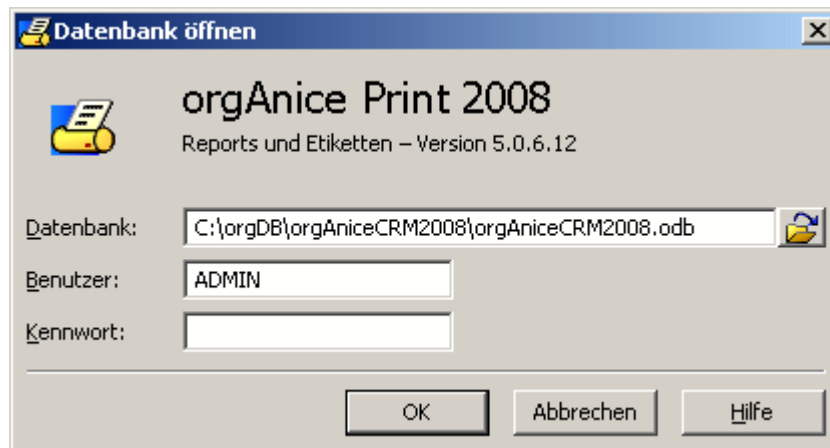 Datenbank öffnen
orgAnice Print 2008
Reports und Etiketten – Version 5.0.6.12
Datenbank: C:\orgDB\orgAniceCRM2008\orgAniceCRM2008.odb
Benutzer: ADMIN
Kennwort:
OK Abbrechen Hilfe